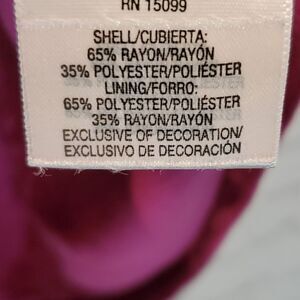 RN 15099
SHELL/CUBIERTA:
65% RAYON/RAYÓN
35% POLYESTER/POLIÉSTER
LINING/FORRO:
65% POLYESTER/POLIÉSTER
35% RAYON/RAYÓN
EXCLUSIVE OF DECORATION/
EXCLUSIVO DE DECORACIÓN